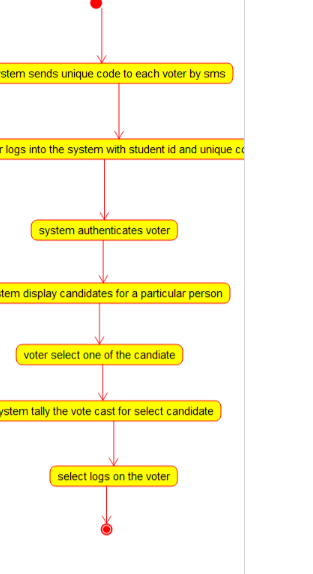 stem sends unique code to each voter by sms
r logs into the system with student id and unique co
system authenticates voter
tem display candidates for a particular person
voter select one of the candiate
ystem tally the vote cast for select candidate
select logs on the voter